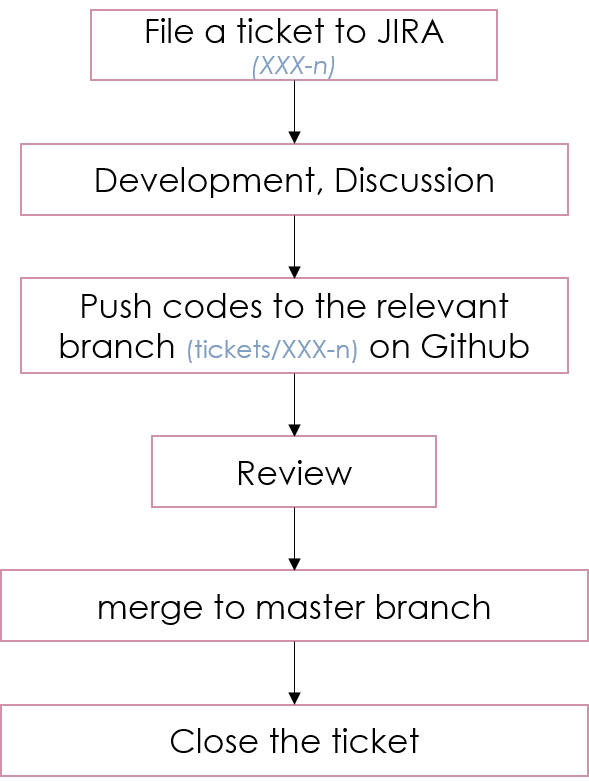 File a ticket to JIRA
(XXX-n)
Development, Discussion
Push codes to the relevant
branch (tickets/XXX-n) on Github
Review
merge to master branch
Close the ticket